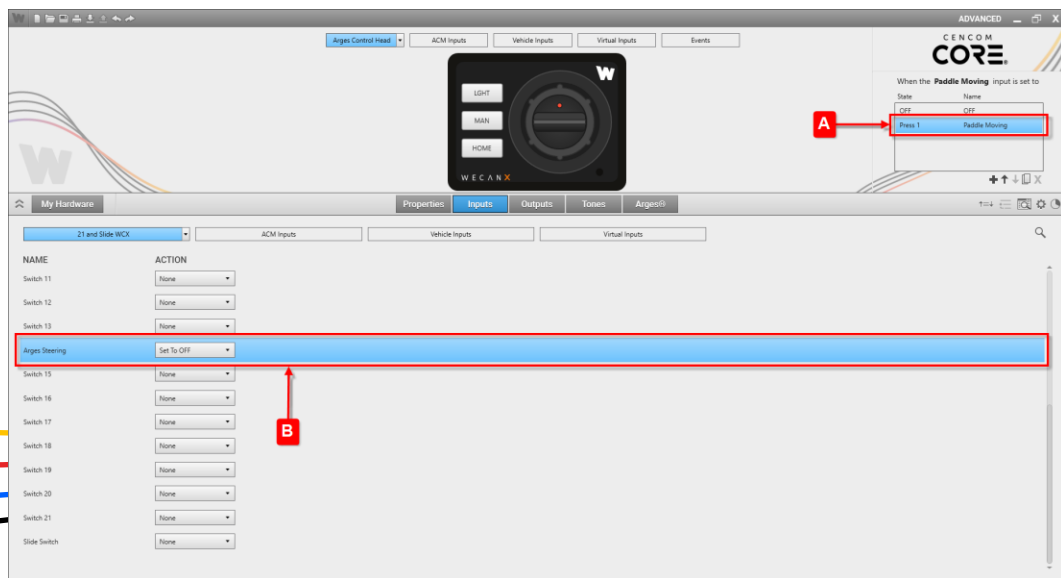 W ADVANCED _ X
Arges Control Head ACM Inputs Vehicle Inputs Virtual Inputs Events
CENCOM
CORE®
When the Paddle Moving input is set to
State Name
OFF OFF
Press 1 Paddle Moving
A
W
LGHT
MAN
HOME
WECANX
W
My Hardware Properties Inputs Outputs Tones Arges®
21 and Slide WCX ACM Inputs Vehicle Inputs Virtual Inputs
NAME ACTION
Switch 11 None
Switch 12 None
Switch 13 None
Arges Steering Set To OFF
Switch 15 None
Switch 16 None
Switch 17 None
B
Switch 18 None
Switch 19 None
Switch 20 None
Switch 21 None
Slide Switch None